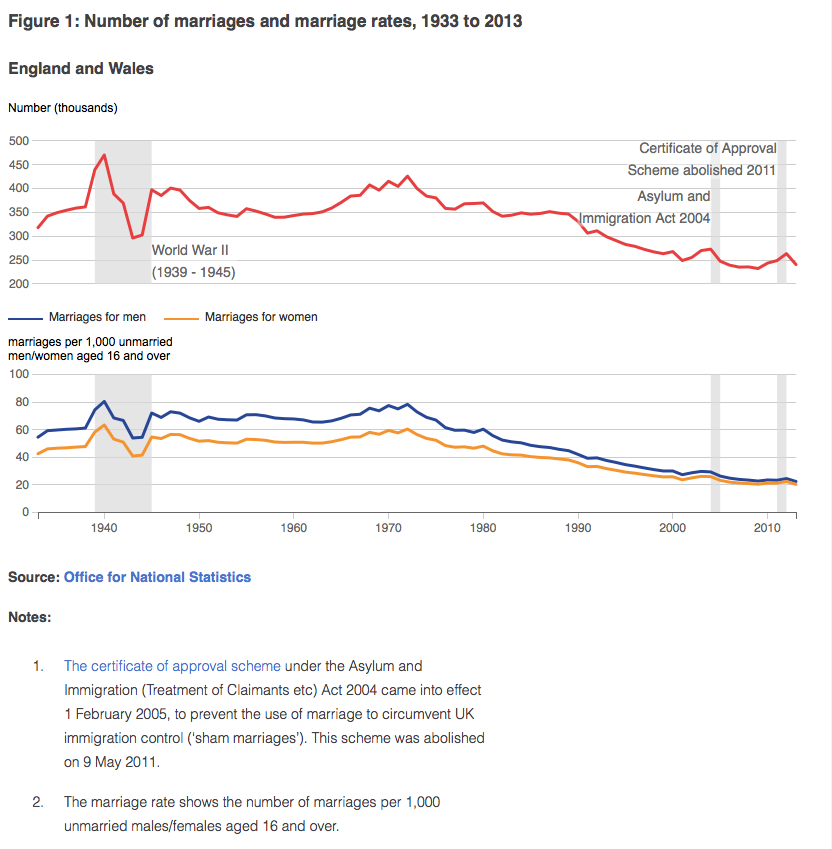 Figure 1: Number of marriages and marriage rates, 1933 to 2013
England and Wales
Number (thousands)
500
450
400
350
300
250
200
Certificate of Approval
Scheme abolished 2011
Asylum and
Immigration Act 2004
World War II
(1939 - 1945)
Marriages for men Marriages for women
marriages per 1,000 unmarried
men/women aged 16 and over
100
80
60
40
20
0
1940 1950 1960 1970 1980 1990 2000 2010
Source: Office for National Statistics
Notes:
1. The certificate of approval scheme under the Asylum and
Immigration (Treatment of Claimants etc) Act 2004 came into effect
1 February 2005, to prevent the use of marriage to circumvent UK
immigration control (‘sham marriages’). This scheme was abolished
on 9 May 2011.
2. The marriage rate shows the number of marriages per 1,000
unmarried males/females aged 16 and over.